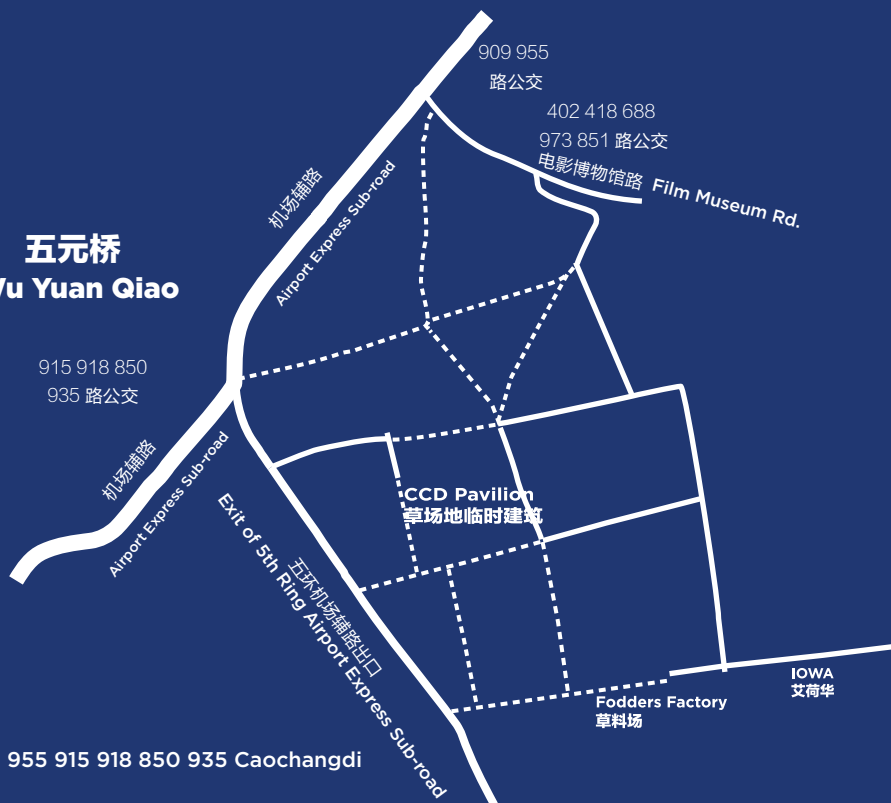 909 955
路公交
402 418 688
973 851 路公交
电影博物馆路 Film Museum Rd.
机场辅路
Airport Express Sub-road
五元桥
Wu Yuan Qiao
915 918 850
935 路公交
机场辅路
Airport Express Sub-road
CCD Pavilion
草场地临时建筑
五环机场辅路出口
Exit of 5th Ring Airport Express Sub-road
IOWA
艾荷华
Fodders Factory
草料场
955 915 918 850 935 Caochangdi